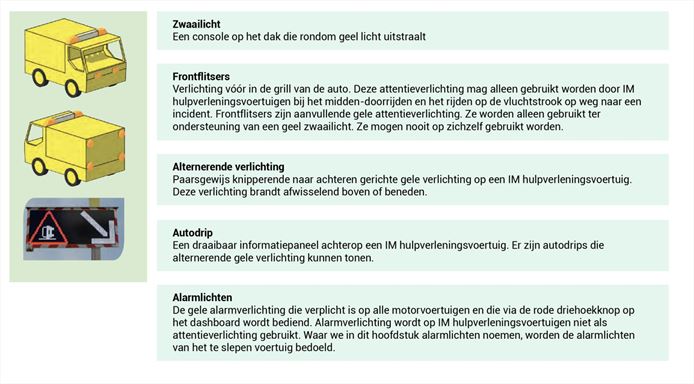 Zwaailicht
Een console op het dak die rondom geel licht uitstraalt
Frontflitsers
Verlichting vóór in de grill van de auto. Deze attentieverlichting mag alleen gebruikt worden door IM
hulpverleningsvoertuigen bij het midden-doorrijden en het rijden op de vluchtstrook op weg naar een
incident. Frontflitsers zijn aanvullende gele attentieverlichting. Ze worden alleen gebruikt ter
ondersteuning van een geel zwaailicht. Ze mogen nooit op zichzelf gebruikt worden.
Alternerende verlichting
Paarsgewijs knipperende naar achteren gerichte gele verlichting op een IM hulpverleningsvoertuig.
Deze verlichting brandt afwisselend boven of beneden.
Autodrip
Een draaibaar informatiepaneel achterop een IM hulpverleningsvoertuig. Er zijn autodrips die
alternerende gele verlichting kunnen tonen.
Alarmlichten
De gele alarmverlichting die verplicht is op alle motorvoertuigen en die via de rode driehoekknop op
het dashboard wordt bediend. Alarmverlichting wordt op IM hulpverleningsvoertuigen niet als
attentieverlichting gebruikt. Waar we in dit hoofdstuk alarmlichten noemen, worden de alarmlichten
van het te slepen voertuig bedoeld.